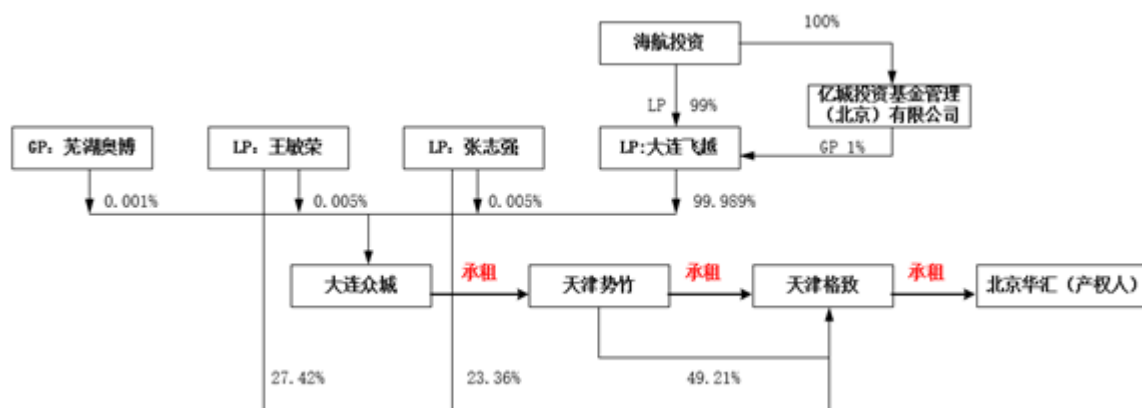 海航投资
100%
亿城投资基金管理
（北京）有限公司
LP
99%
GP 1%
GP：芜湖奥博
LP：王敏荣
LP：张志强
LP:大连飞越
0.001%
0.005%
0.005%
99.989%
大连众城
承租
天津势竹
承租
天津格致
承租
北京华汇（产权人）
27.42%
23.36%
49.21%